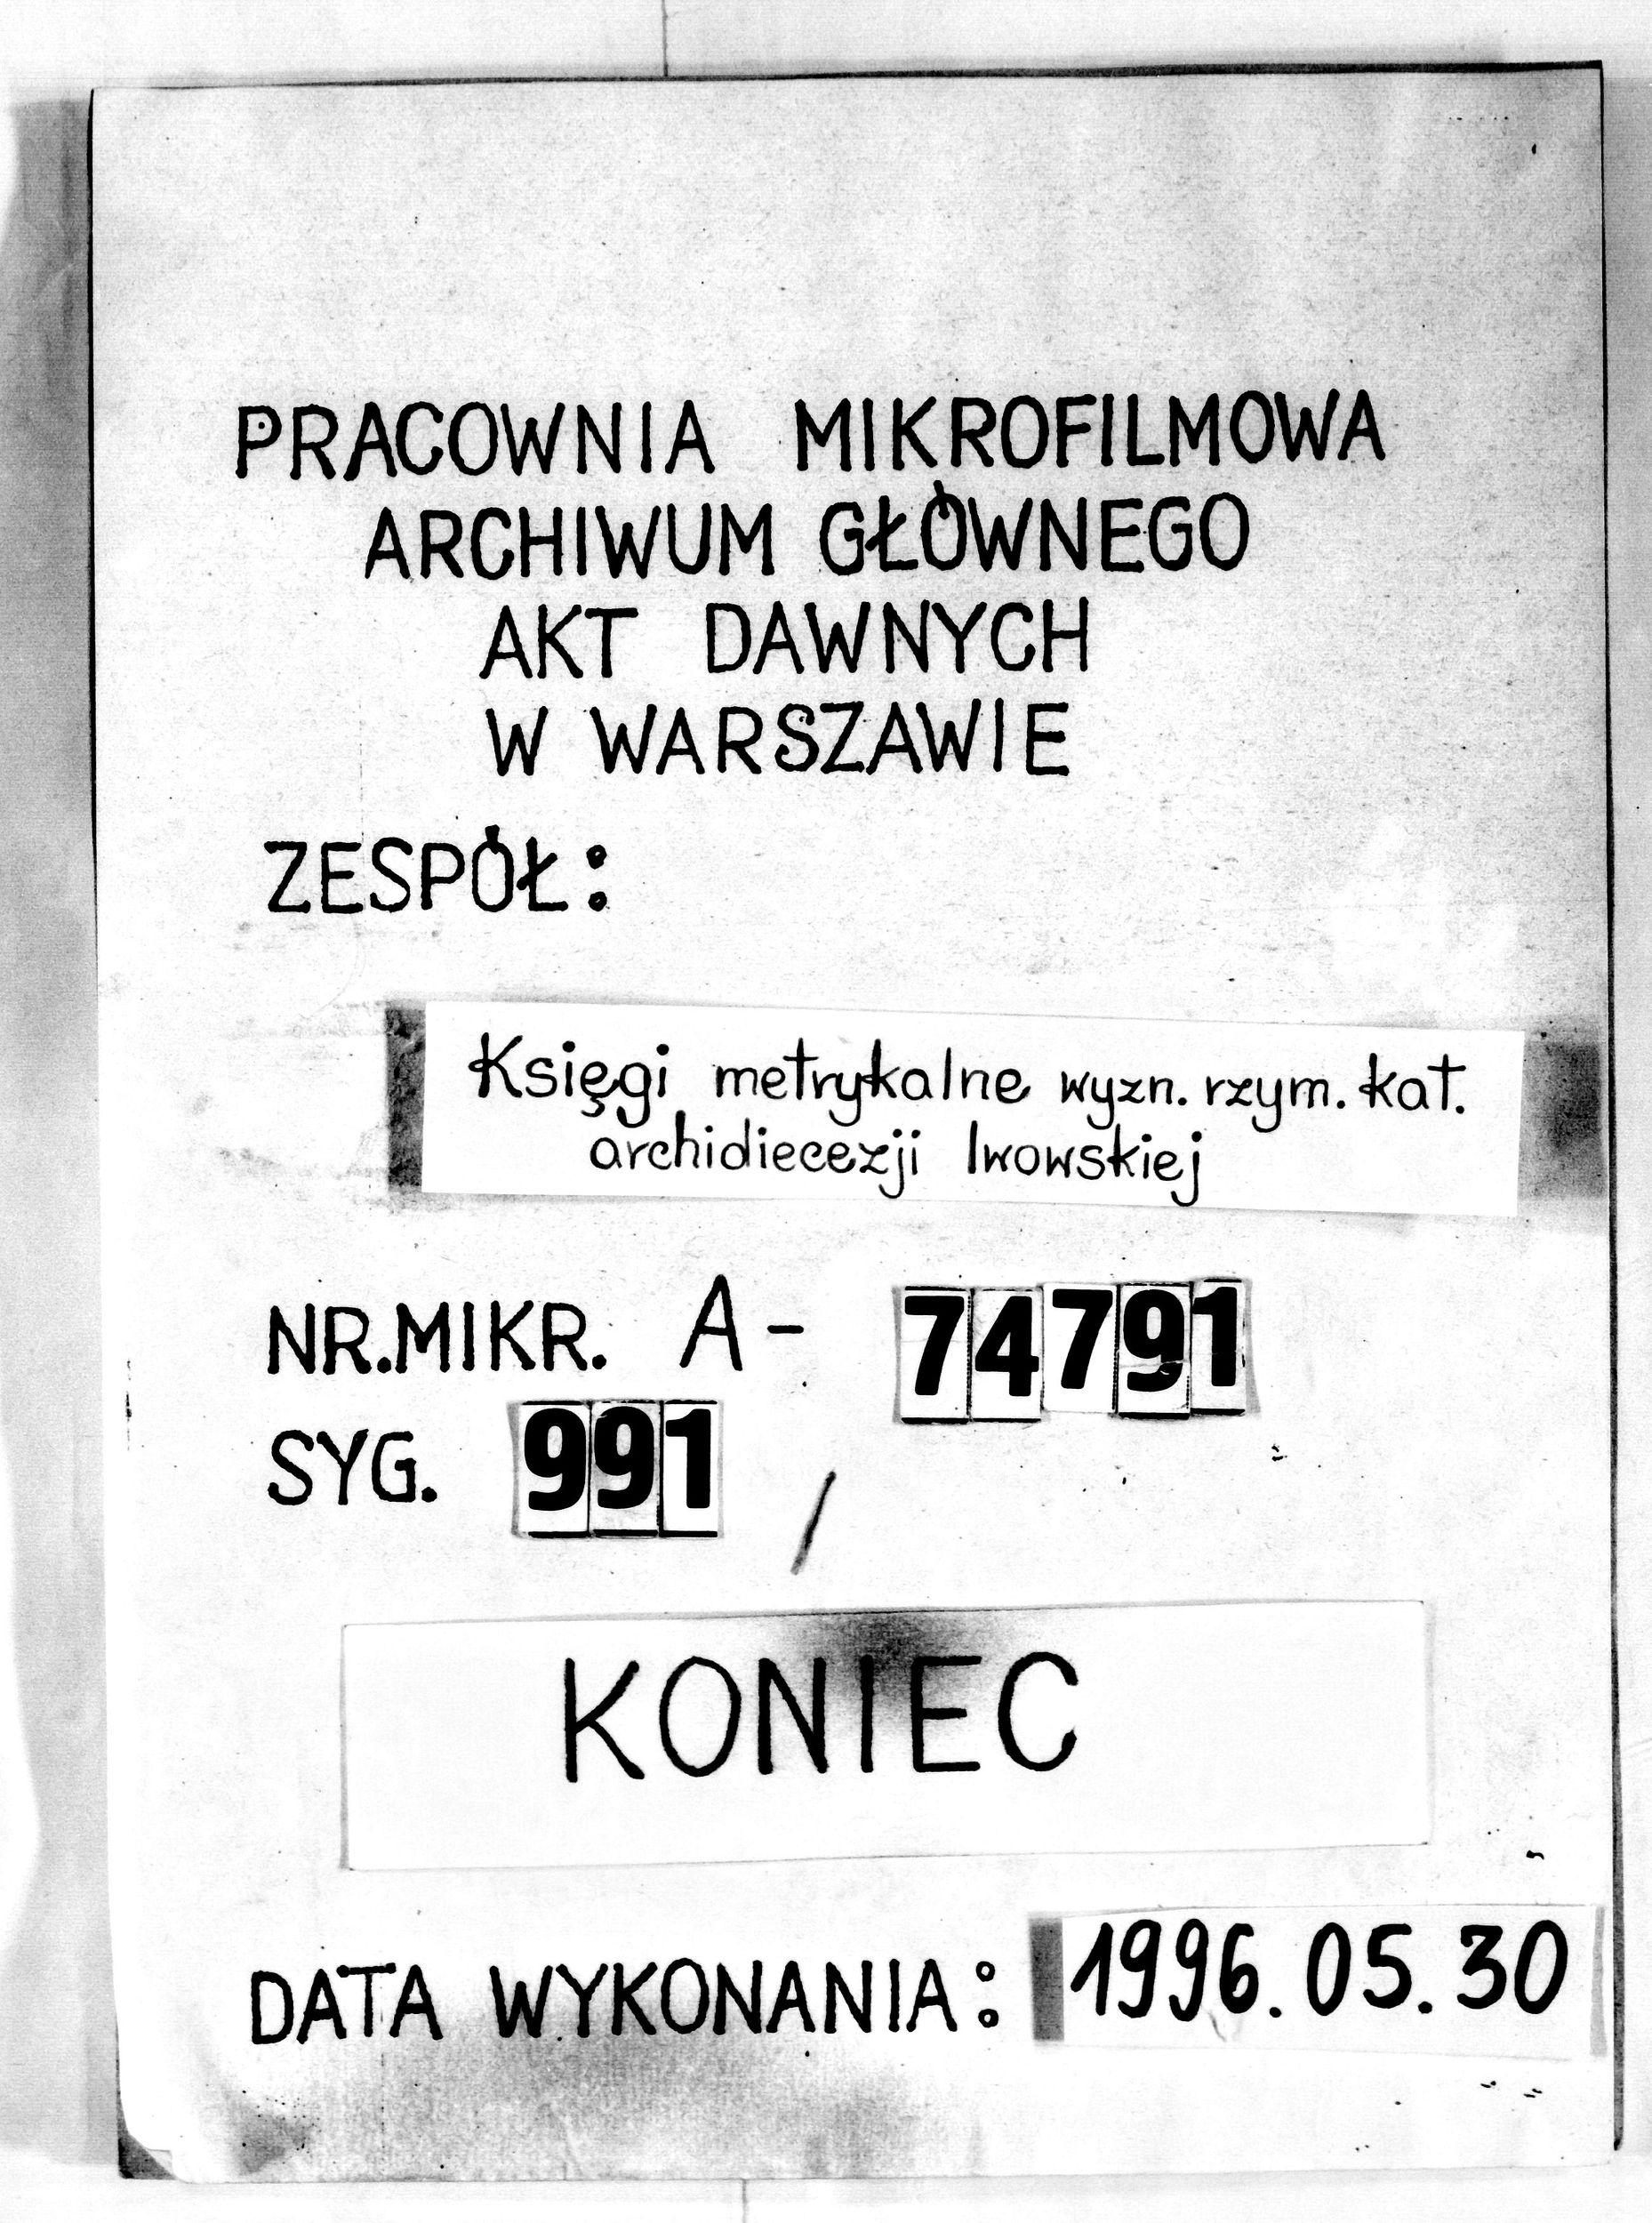 PRACOWNIA MIKROFILMOWA
ARCHIWUM GŁÓWNEGO
AKT DAWNYCH
W WARSZAWIE
ZESPÓŁ:
Księgi metrykalne wyzn. rzym. kat.
archidiecezji lwowskiej
NR.MIKR. A- 74791
SYG. 991 /
KONIEC
DATA WYKONANIA: 1996.05.30